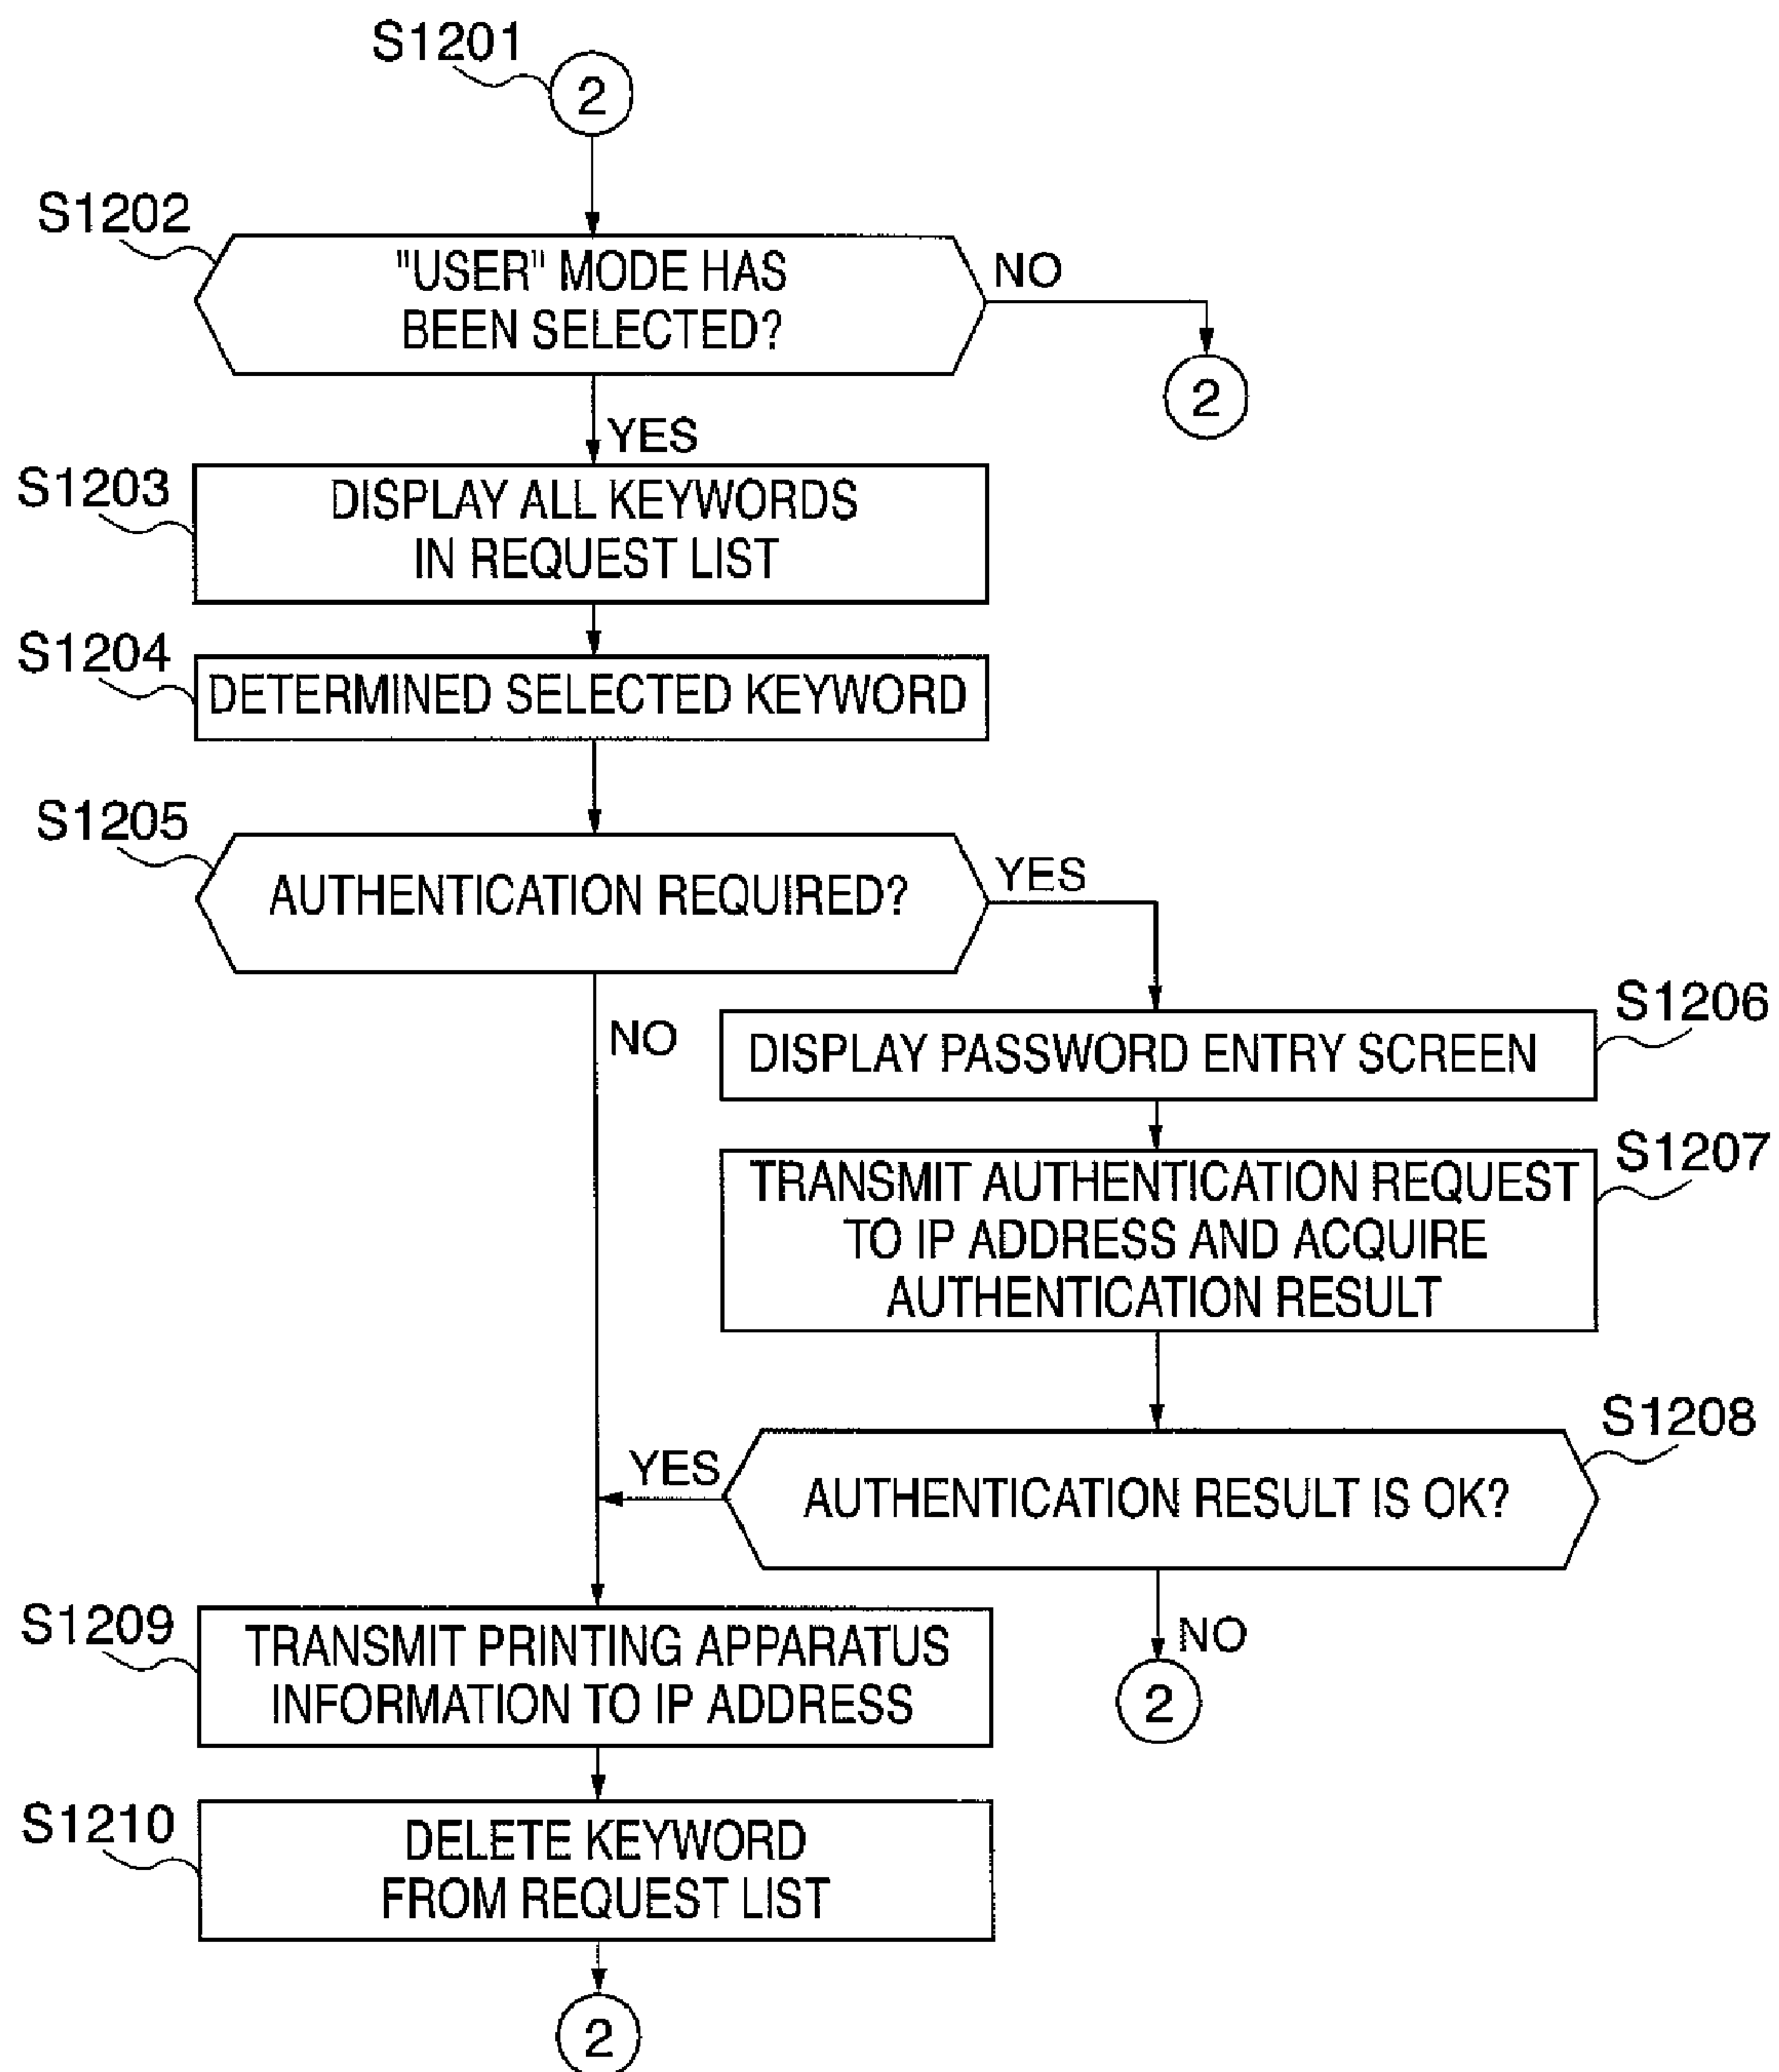 S1201
2
S1202
"USER" MODE HAS
BEEN SELECTED?
NO
2
YES
S1203
DISPLAY ALL KEYWORDS
IN REQUEST LIST
S1204
DETERMINED SELECTED KEYWORD
S1205
AUTHENTICATION REQUIRED?
YES
NO
S1206
DISPLAY PASSWORD ENTRY SCREEN
S1207
TRANSMIT AUTHENTICATION REQUEST
TO IP ADDRESS AND ACQUIRE
AUTHENTICATION RESULT
S1208
AUTHENTICATION RESULT IS OK?
YES
NO
2
S1209
TRANSMIT PRINTING APPARATUS
INFORMATION TO IP ADDRESS
S1210
DELETE KEYWORD
FROM REQUEST LIST
2